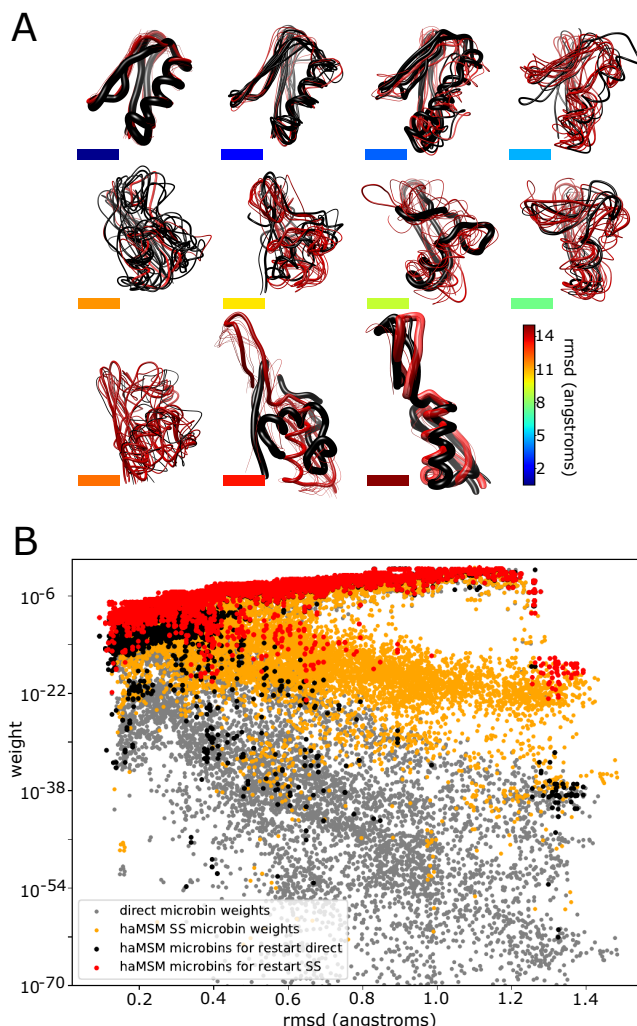 A
rmsd (angstroms)
14
11
8
5
2
B
weight
10^-6
10^-22
10^-38
10^-54
10^-70
direct microbin weights
haMSM SS microbin weights
haMSM microbins for restart direct
haMSM microbins for restart SS
0.2 0.4 0.6 0.8 1.0 1.2 1.4
rmsd (angstroms)